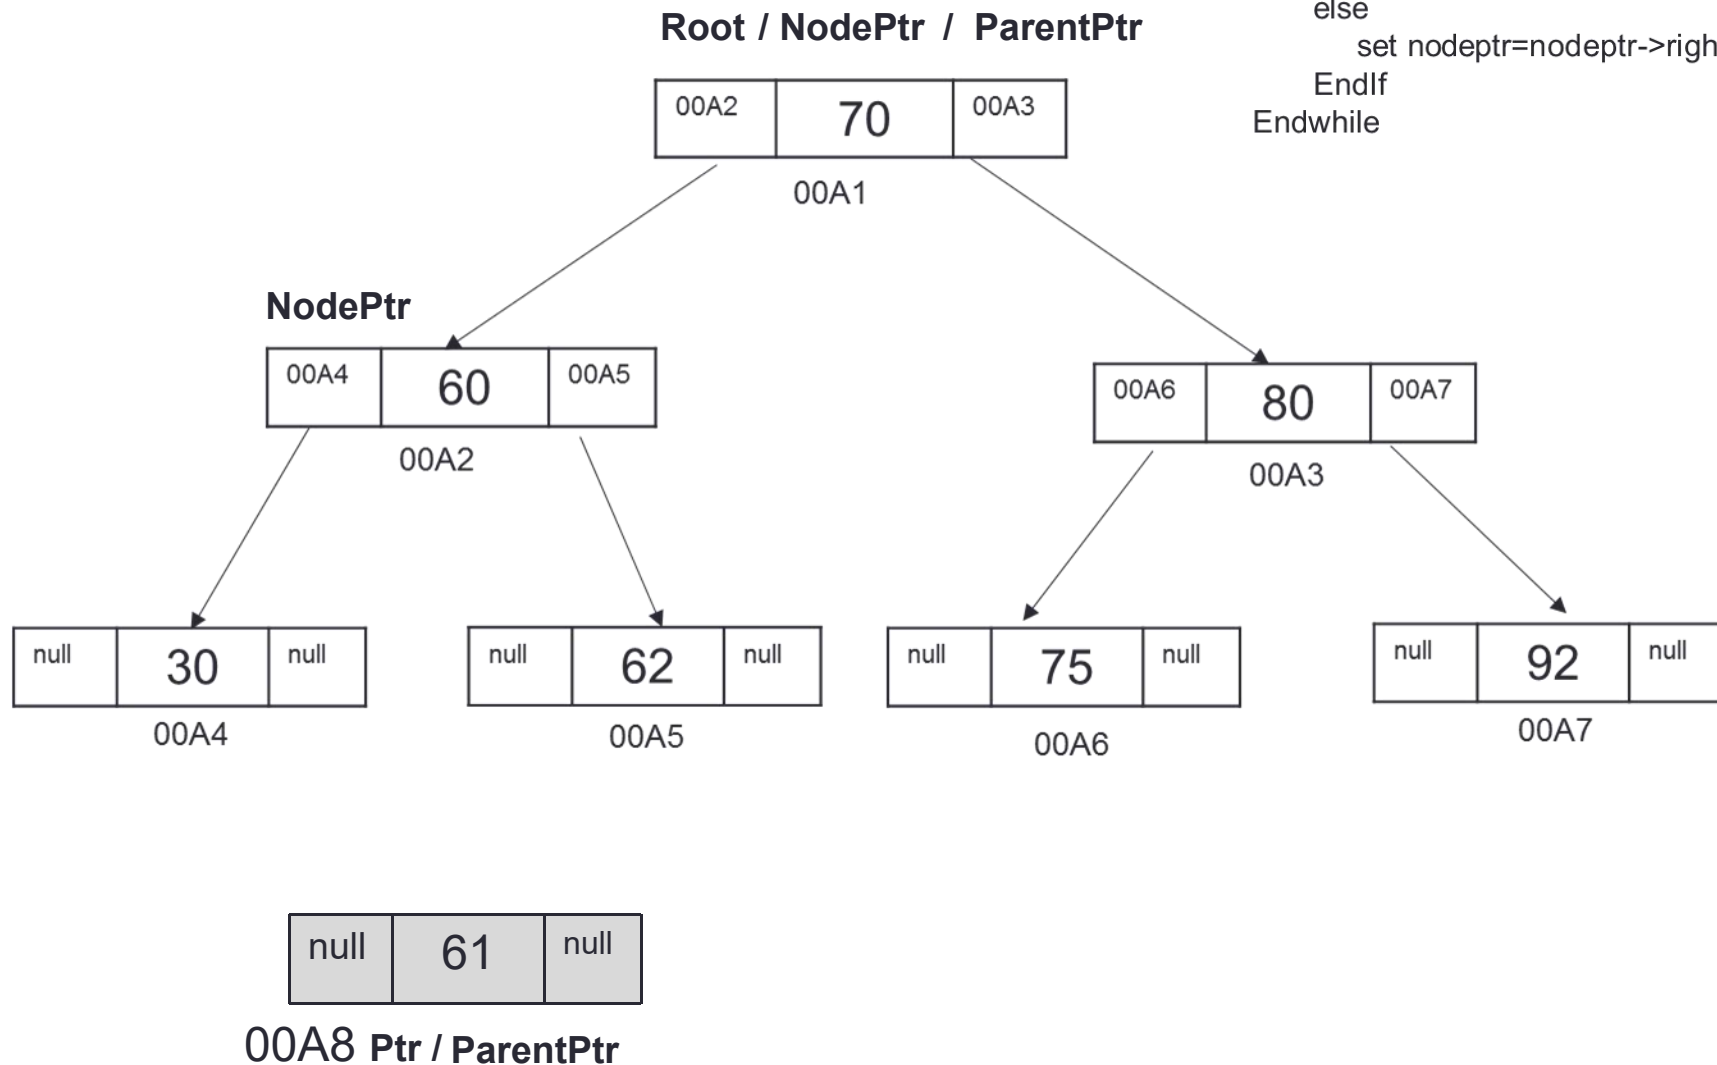 else
Root / NodePtr / ParentPtr
set nodeptr=nodeptr->righ
EndIf
Endwhile
00A2 70 00A3
00A1
NodePtr
00A4 60 00A5
00A2
00A6 80 00A7
00A3
null 30 null
00A4
null 62 null
00A5
null 75 null
00A6
null 92 null
00A7
null 61 null
00A8 Ptr / ParentPtr